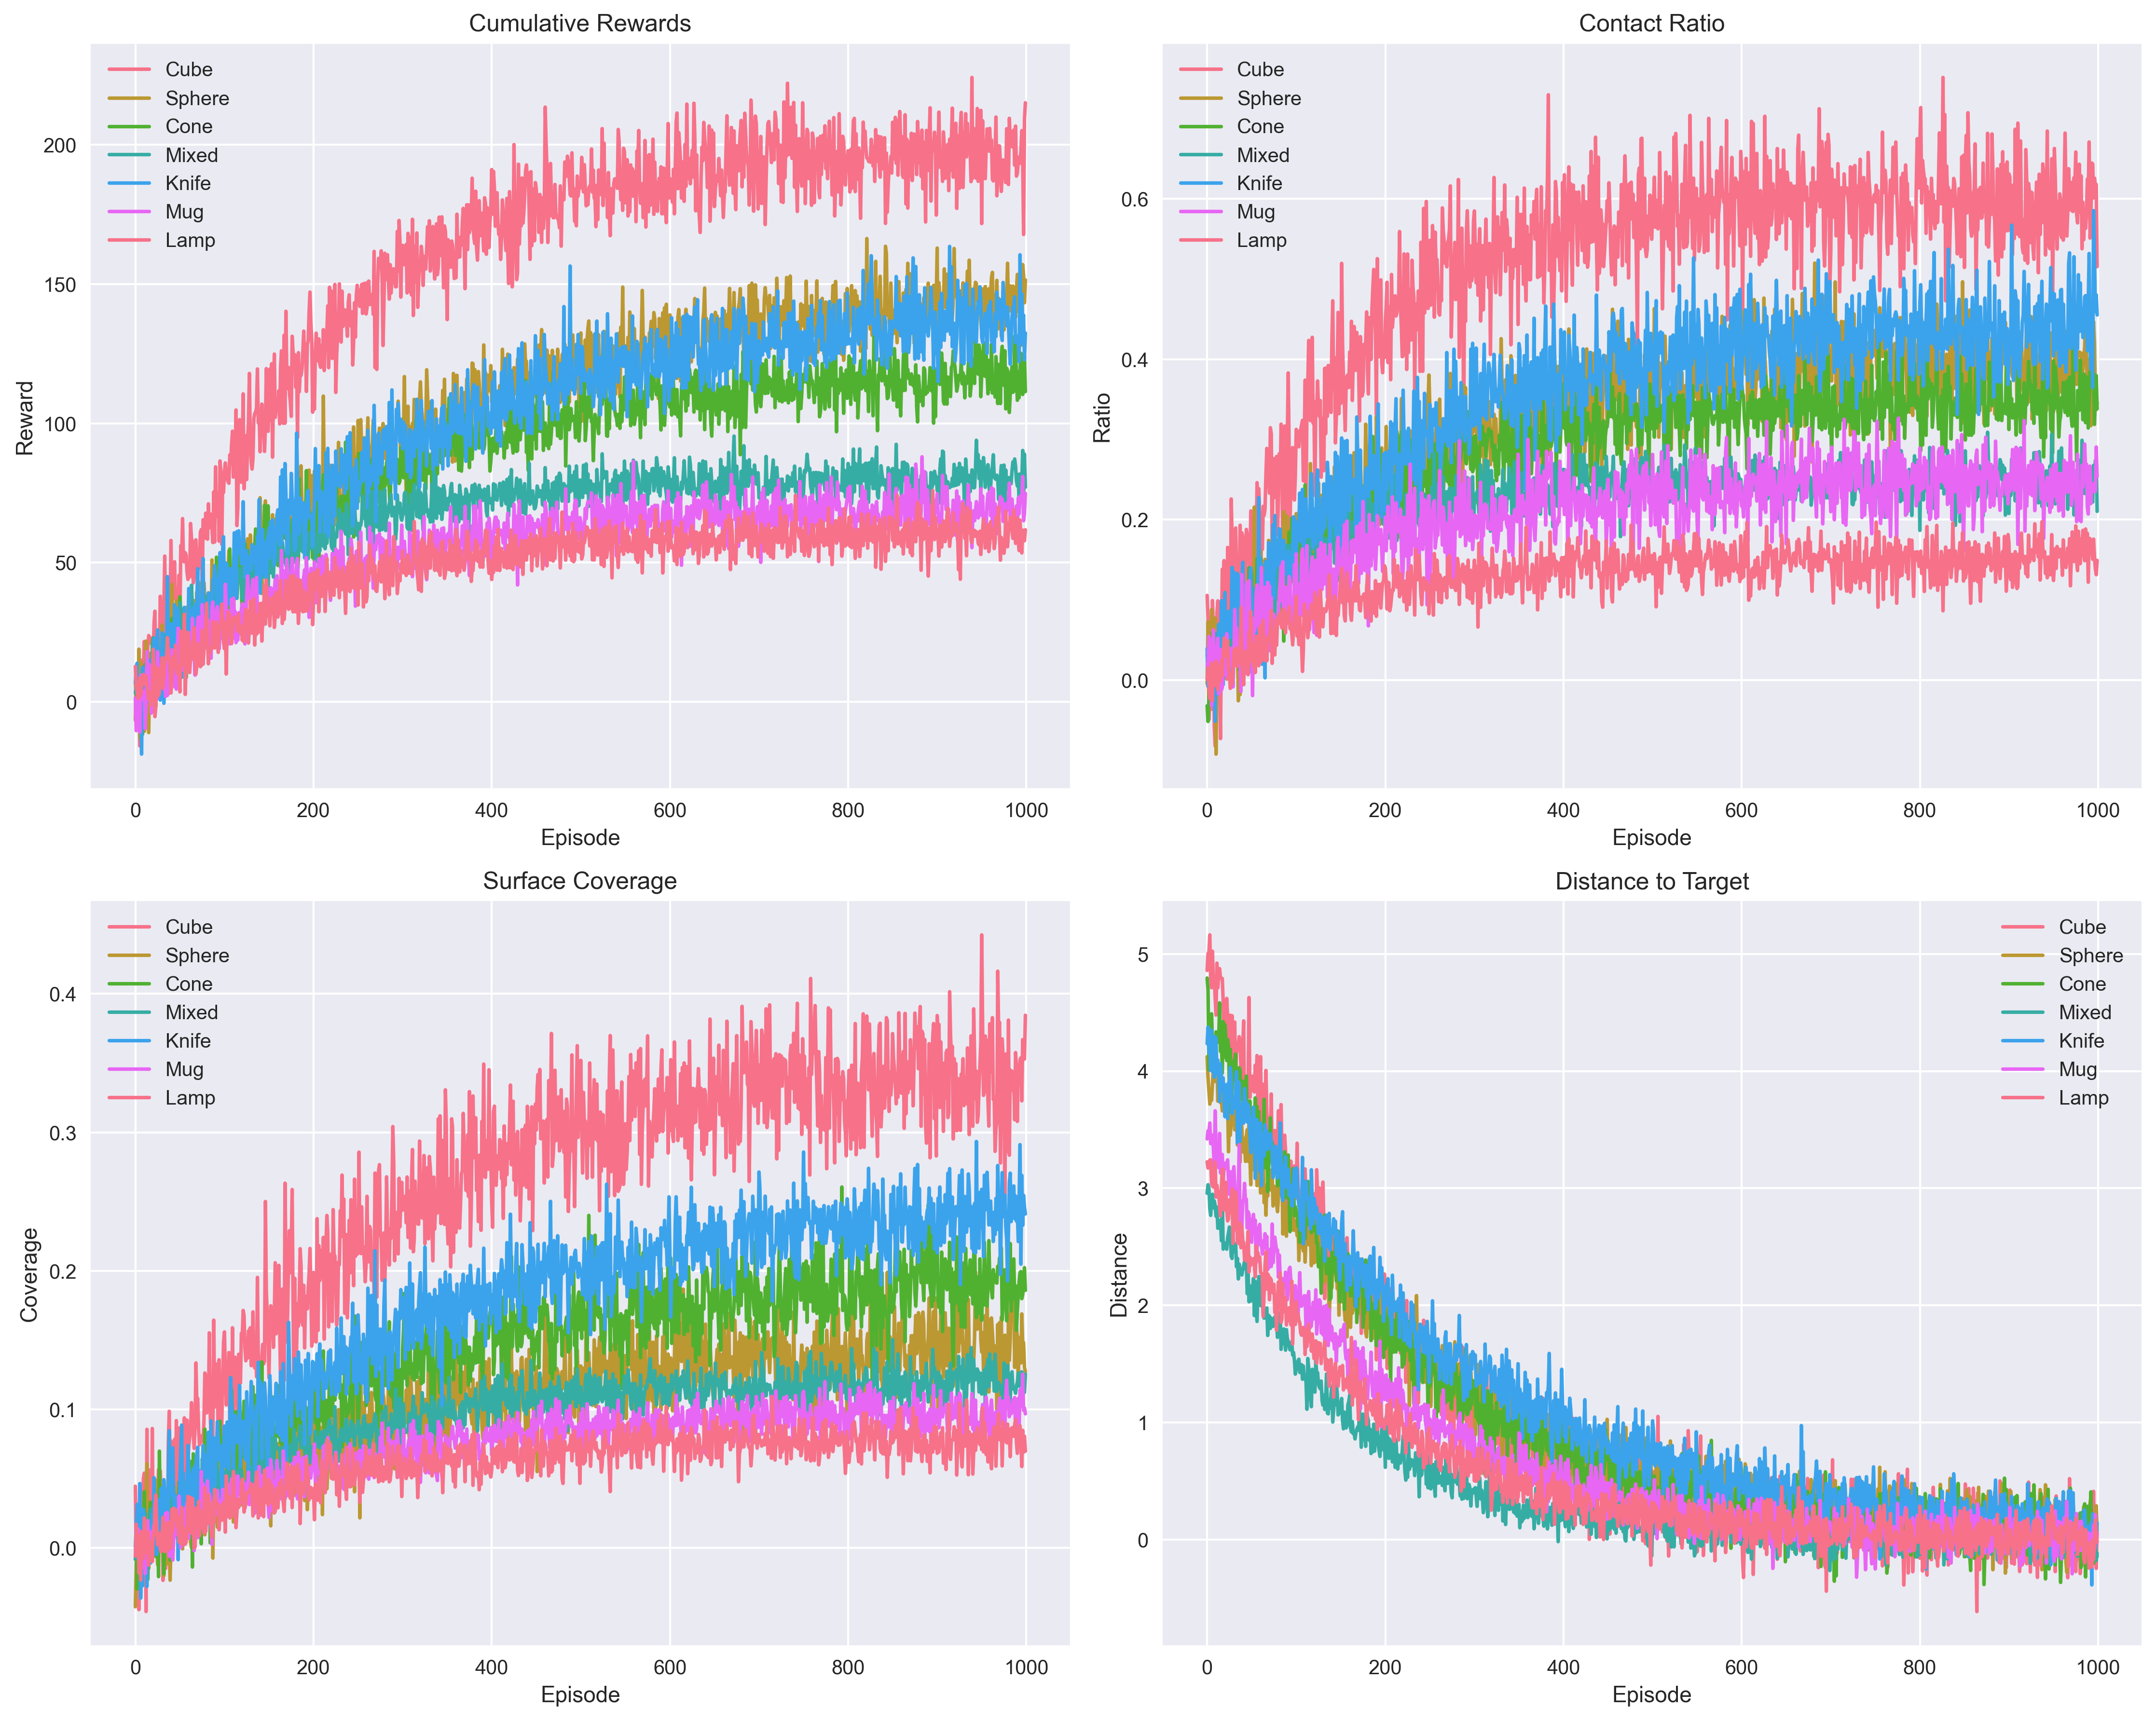 Cumulative Rewards
Cube
Sphere
Cone
Mixed
Knife
Mug
Lamp
200
150
100
50
0
Reward
0 200 400 600 800 1000
Episode
Contact Ratio
Cube
Sphere
Cone
Mixed
Knife
Mug
Lamp
0.6
0.4
0.2
0.0
Ratio
0 200 400 600 800 1000
Episode
Surface Coverage
Cube
Sphere
Cone
Mixed
Knife
Mug
Lamp
0.4
0.3
0.2
0.1
0.0
Coverage
0 200 400 600 800 1000
Episode
Distance to Target
Cube
Sphere
Cone
Mixed
Knife
Mug
Lamp
5
4
3
2
1
0
Distance
0 200 400 600 800 1000
Episode